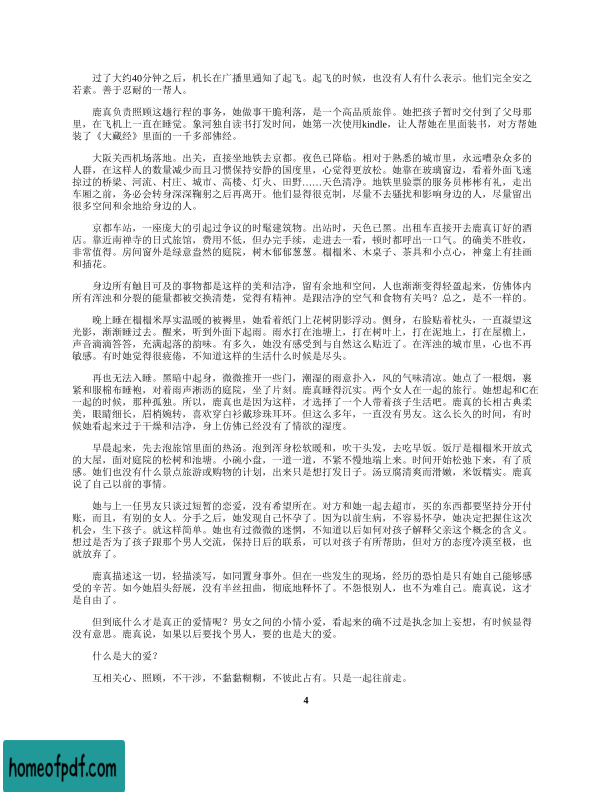 过了大约40分钟之后，机长在广播里通知了起飞。起飞的时候，也没有人有什么表示。他们完全安之
若素。善于忍耐的一帮人。
鹿真负责照顾这趟行程的事务，她做事干脆利落，是一个高品质旅伴。她把孩子暂时交付到了父母那
里，在飞机上一直在睡觉。象河独自读书打发时间，她第一次使用kindle，让人帮她在里面装书，对方帮她
装了《大藏经》里面的一千多部佛经。
大阪关西机场落地。出关，直接坐地铁去京都。夜色已降临。相对于熟悉的城市里，永远嘈杂众多的
人群，在这样人的数量减少而且习惯保持安静的国度里，看着外面飞速
掠过的桥梁、河流、村庄、城市、高楼、灯火、田野……天色清净。地铁里验票的服务员彬彬有礼，走出
车厢之前，务必会转身深深鞠躬之后再离开。他们显得很克制，尽量不去骚扰和影响身边的人，尽量留出
很多空间和余地给身边的人。
京都车站，一座庞大的引起过争议的时髦建筑物。出站时，天色已黑。出租车直接开去鹿真订好的酒
店。靠近南禅寺的日式旅馆，费用不低，但办完手续，走进去一看，顿时都呼出一口气。的确美不胜收，
非常值得。房间窗外是绿意盎然的庭院，树木郁郁葱葱。榻榻米、木桌子、茶具和小点心，神龛上有挂画
和插花。
身边所有触目可及的事物都是这样的美和洁净，留有余地和空间，人也渐渐变得轻盈起来，仿佛体内
所有浑浊和分裂的能量都被交换清楚，觉得有精神。是跟洁净的空气和食物有关吗？总之，是不一样的。
晚上睡在榻榻米厚实温暖的被褥里，她看着纸门上花树阴影浮动。侧身，右脸贴着枕头，一直凝望这
光影，渐渐睡过去。醒来，听到外面下起雨。雨水打在池塘上，打在树叶上，打在泥地上，打在屋檐上，
声音滴滴答答，充满起落的韵味。有多久，她没有感受到与自然这么贴近了。在浑浊的城市里，心也不再
敏感。有时她觉得很疲倦，不知道这样的生活什么时候是尽头。
再也无法入睡。黑暗中起身，微微推开一些门，潮湿的雨意扑入，风的气味清凉。她点了一根烟，裹
紧和服棉布睡袍，对着雨声淅沥的庭院，坐了片刻。鹿真睡得沉实。两个女人在一起的旅行。她想起和C在
一起的时候，那种孤独。所以，鹿真也是因为这样，才选择了一个人带着孩子生活吧。鹿真的长相古典柔
美，眼睛细长，眉梢婉转，喜欢穿白衫戴珍珠耳环。但这么多年，一直没有男友。这么长久的时间，有时
候她看起来过于干燥和洁净，身上仿佛已经没有了情欲的湿度。
早晨起来，先去泡旅馆里面的热汤。泡到浑身松软暖和，吹干头发，去吃早饭。饭厅是榻榻米开放式
的大屋，面对庭院的松树和池塘。小碗小盘，一道一道，不紧不慢地端上来。时间开始松弛下来，有了质
感。她们也没有什么景点旅游或购物的计划，出来只是想打发日子。汤豆腐清爽而滑嫩，米饭糯实。鹿真
说了自己以前的事情。
她与上一任男友只谈过短暂的恋爱，没有希望所在。对方和她一起去超市，买的东西都要坚持分开付
账，而且，有别的女人。分手之后，她发现自己怀孕了。因为以前生病，不容易怀孕，她决定把握住这次
机会，生下孩子。就这样简单。她也有过微微的迷惘，不知道以后如何对孩子解释父亲这个概念的含义。
想过是否为了孩子跟那个男人交流，保持日后的联系，可以对孩子有所帮助，但对方的态度冷漠至极，也
就放弃了。
鹿真描述这一切，轻描淡写，如同置身事外。但在一些发生的现场，经历的恐怕是只有她自己能够感
受的辛苦。如今她眉头舒展，没有半丝扭曲，彻底地释怀了。不怨恨别人，也不为难自己。鹿真说，这才
是自由了。
但到底什么才是真正的爱情呢？男女之间的小情小爱，看起来的确不过是执念加上妄想，有时候显得
没有意思。鹿真说，如果以后要找个男人，要的也是大的爱。
什么是大的爱？
互相关心、照顾，不干涉，不黏黏糊糊，不彼此占有。只是一起往前走。
4
homeofpdf.com